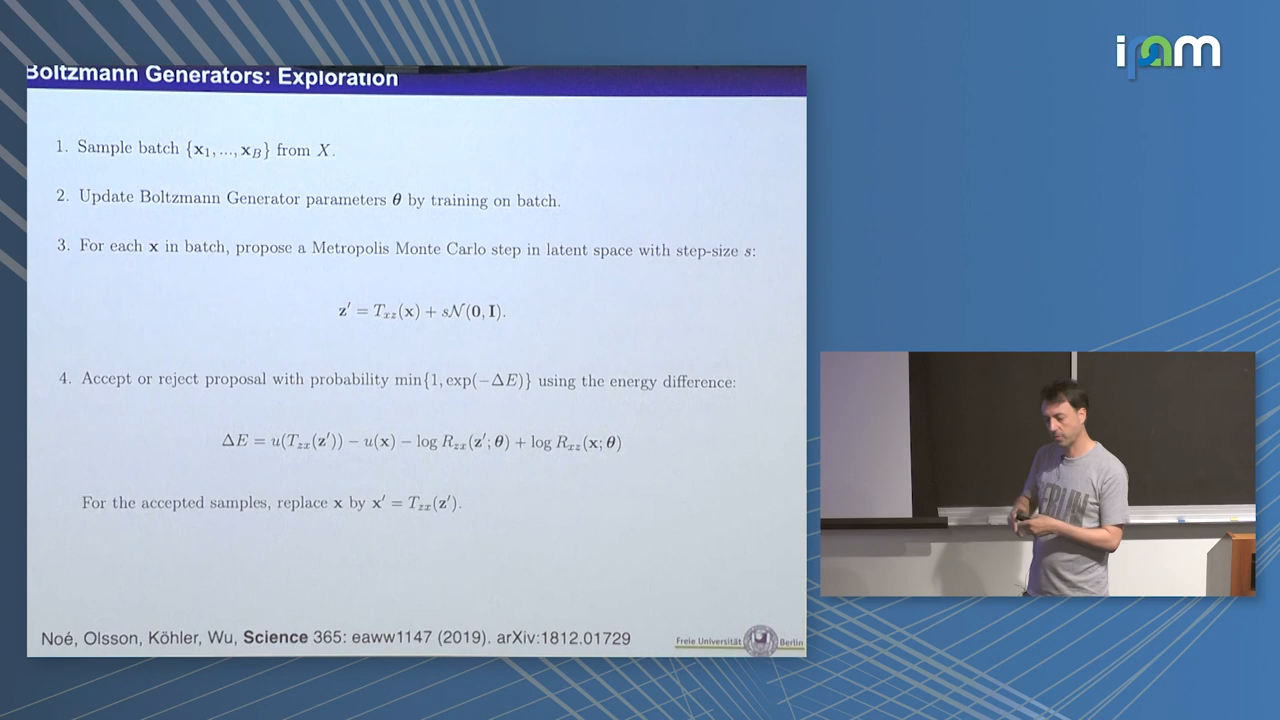 ipam
Boltzmann Generators: Exploration
1. Sample batch {x₁, ..., x_B} from X.
2. Update Boltzmann Generator parameters θ by training on batch.
3. For each x in batch, propose a Metropolis Monte Carlo step in latent space with step-size s:
z′ = T_xz(x) + sN(0, I).
4. Accept or reject proposal with probability min{1, exp(−ΔE)} using the energy difference:
ΔE = u(T_zx(z′)) − u(x) − log R_zx(z′; θ) + log R_xz(x; θ)
For the accepted samples, replace x by x′ = T_zx(z′).
Noé, Olsson, Köhler, Wu, Science 365: eaww1147 (2019). arXiv:1812.01729
Freie Universität Berlin
BERLIN